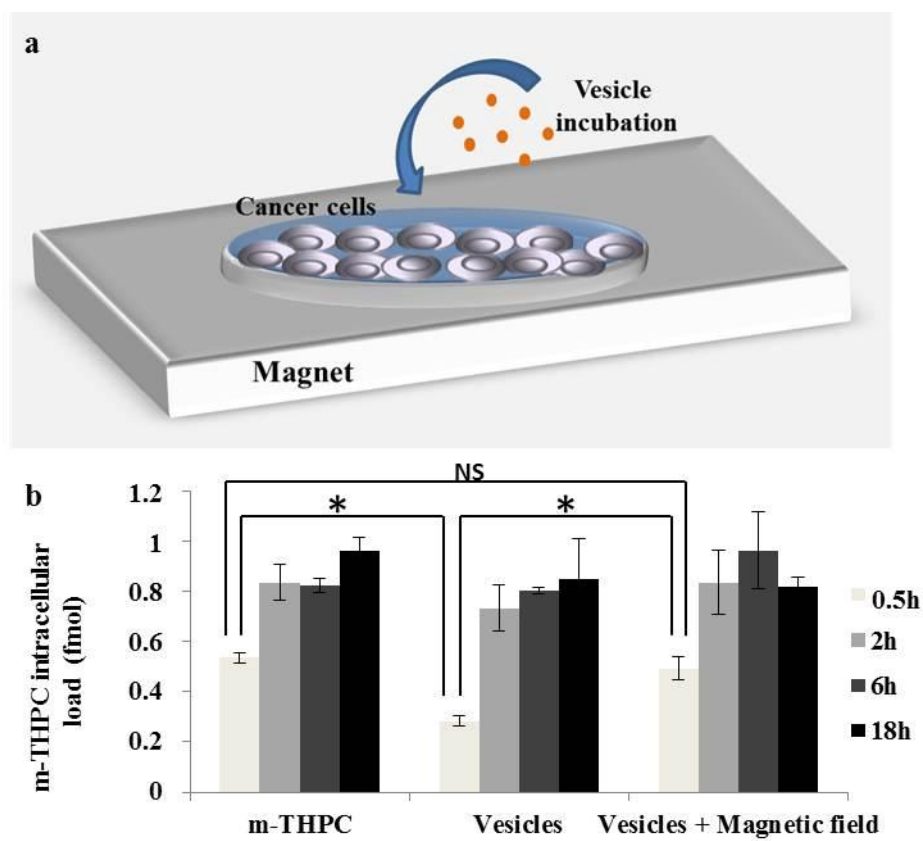 a
Vesicle
incubation
Cancer cells
Magnet
b
NS
*
*
m-THPC intracellular
load (fmol)
1.2
1
0.8
0.6
0.4
0.2
0
0.5h
2h
6h
18h
m-THPC
Vesicles
Vesicles + Magnetic field